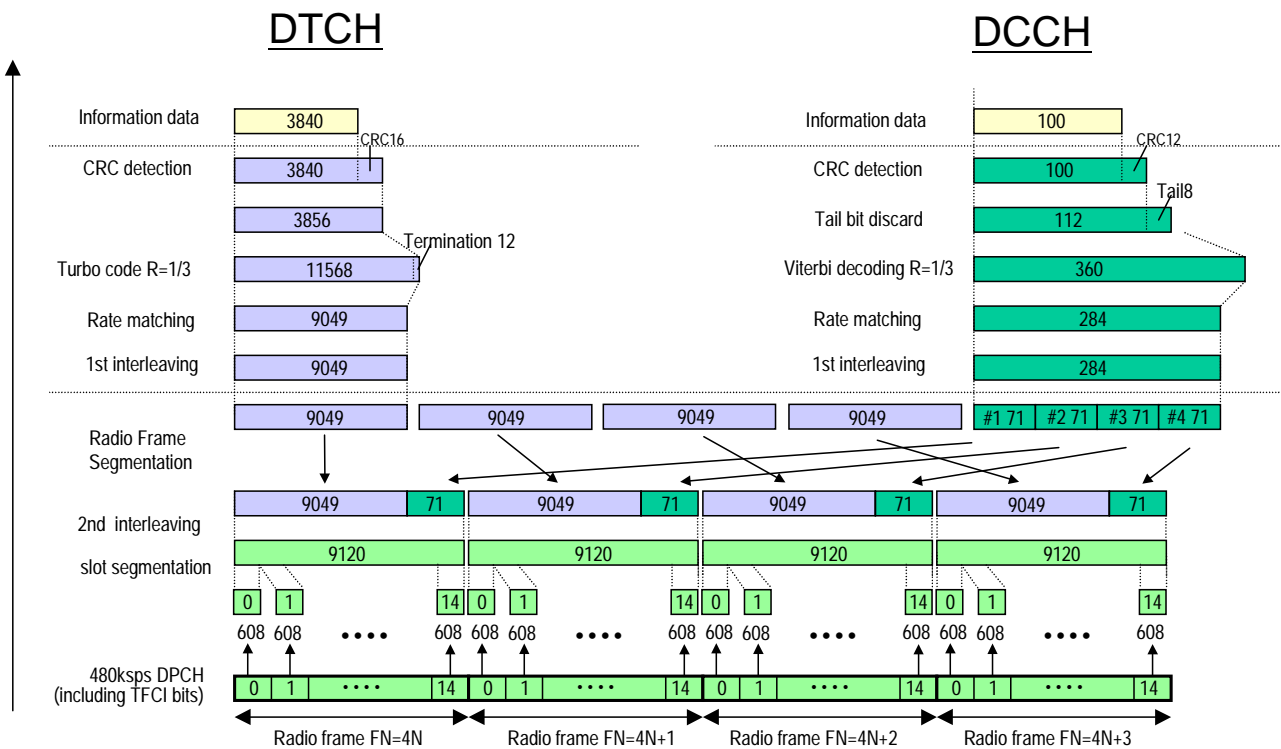 DTCH DCCH
Information data 3840 Information data 100
CRC16 CRC12
CRC detection 3840 CRC detection 100
Tail8
3856 Tail bit discard 112
Termination 12
Turbo code R=1/3 11568 Viterbi decoding R=1/3 360
Rate matching 9049 Rate matching 284
1st interleaving 9049 1st interleaving 284
9049 9049 9049 9049 #1 71 #2 71 #3 71 #4 71
Radio Frame
Segmentation
9049 71 9049 71 9049 71 9049 71
2nd interleaving
9120 9120 9120 9120
slot segmentation
0 1 14 0 1 14 0 1 14 0 1 14
608 608 •••• 608 608 608 •••• 608 608 608 •••• 608 608 608 •••• 608
480ksps DPCH
(including TFCI bits)
0 1 •••• 14 0 1 •••• 14 0 1 •••• 14 0 1 •••• 14
Radio frame FN=4N Radio frame FN=4N+1 Radio frame FN=4N+2 Radio frame FN=4N+3